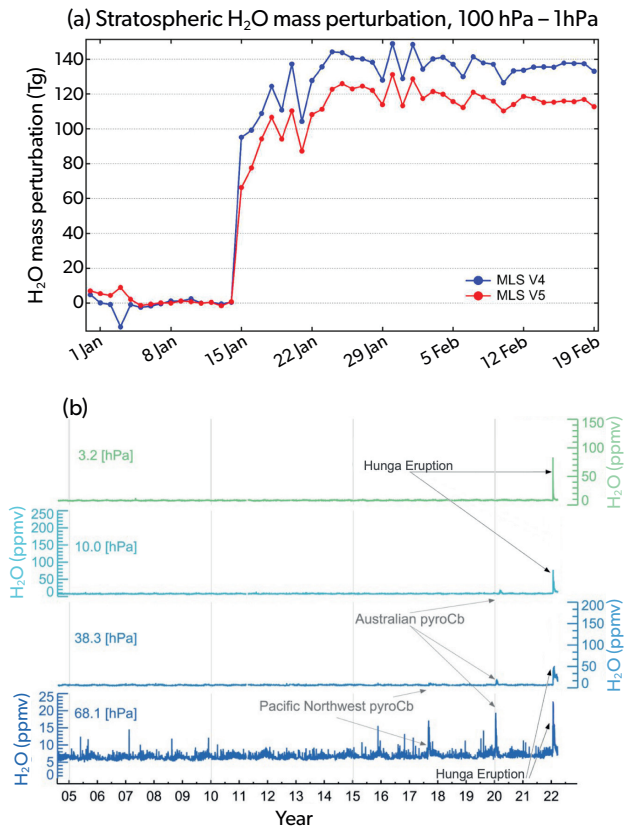 (a) Stratospheric H₂O mass perturbation, 100 hPa – 1hPa
H₂O mass perturbation (Tg)
140
120
100
80
60
40
20
0
MLS V4
MLS V5
1 Jan
8 Jan
15 Jan
22 Jan
29 Jan
5 Feb
12 Feb
19 Feb
(b)
3.2 [hPa]
Hunga Eruption
150
100
50
0
H₂O (ppmv)
250
200
150
100
50
0
H₂O (ppmv)
10.0 [hPa]
Australian pyroCb
38.3 [hPa]
200
150
100
50
0
H₂O (ppmv)
Pacific Northwest pyroCb
25
20
15
10
5
0
H₂O (ppmv)
68.1 [hPa]
Hunga Eruption
05 06 07 08 09 10 11 12 13 14 15 16 17 18 19 20 21 22
Year